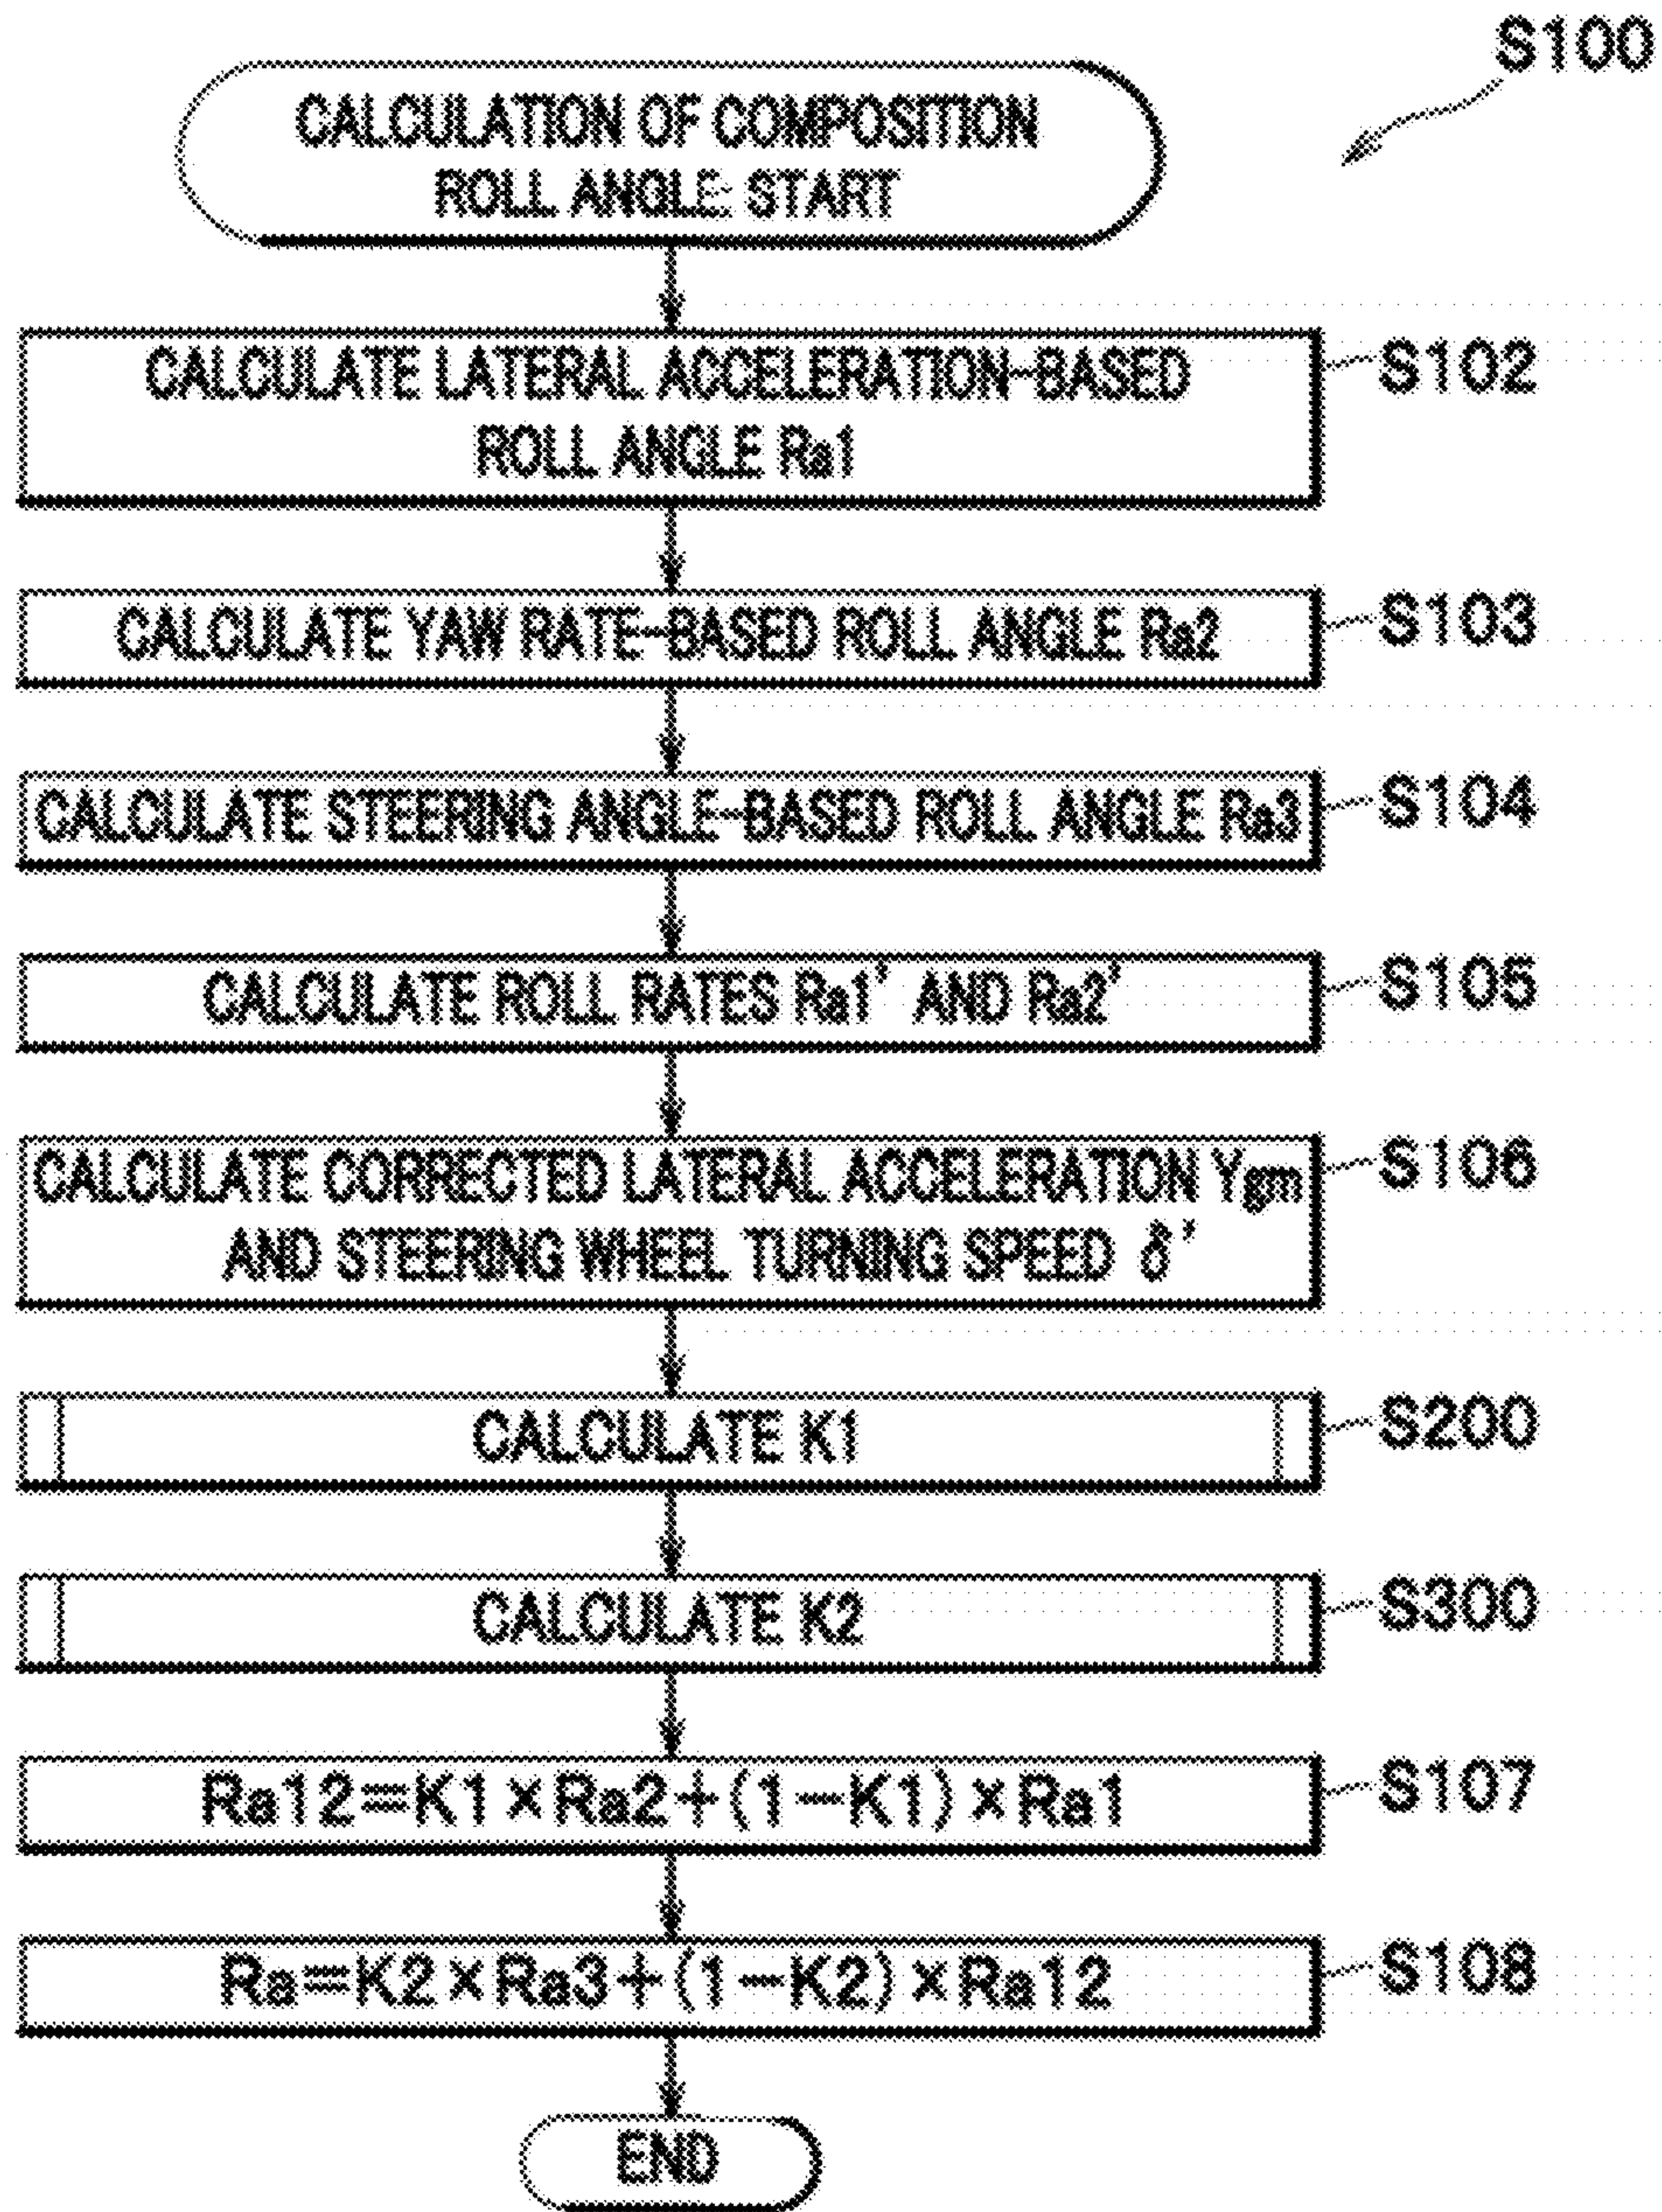 S100
CALCULATION OF COMPOSITION
ROLL ANGLE START
CALCULATE LATERAL ACCELERATION-BASED
ROLL ANGLE Ra1
S102
CALCULATE YAW RATE-BASED ROLL ANGLE Ra2
S103
CALCULATE STEERING ANGLE-BASED ROLL ANGLE Ra3
S104
CALCULATE ROLL RATES Ra1' AND Ra2'
S105
CALCULATE CORRECTED LATERAL ACCELERATION Ygm
AND STEERING WHEEL TURNING SPEED δ'
S106
CALCULATE K1
S200
CALCULATE K2
S300
Ra12=K1×Ra2+(1-K1)×Ra1
S107
Ra=K2×Ra3+(1-K2)×Ra12
S108
END